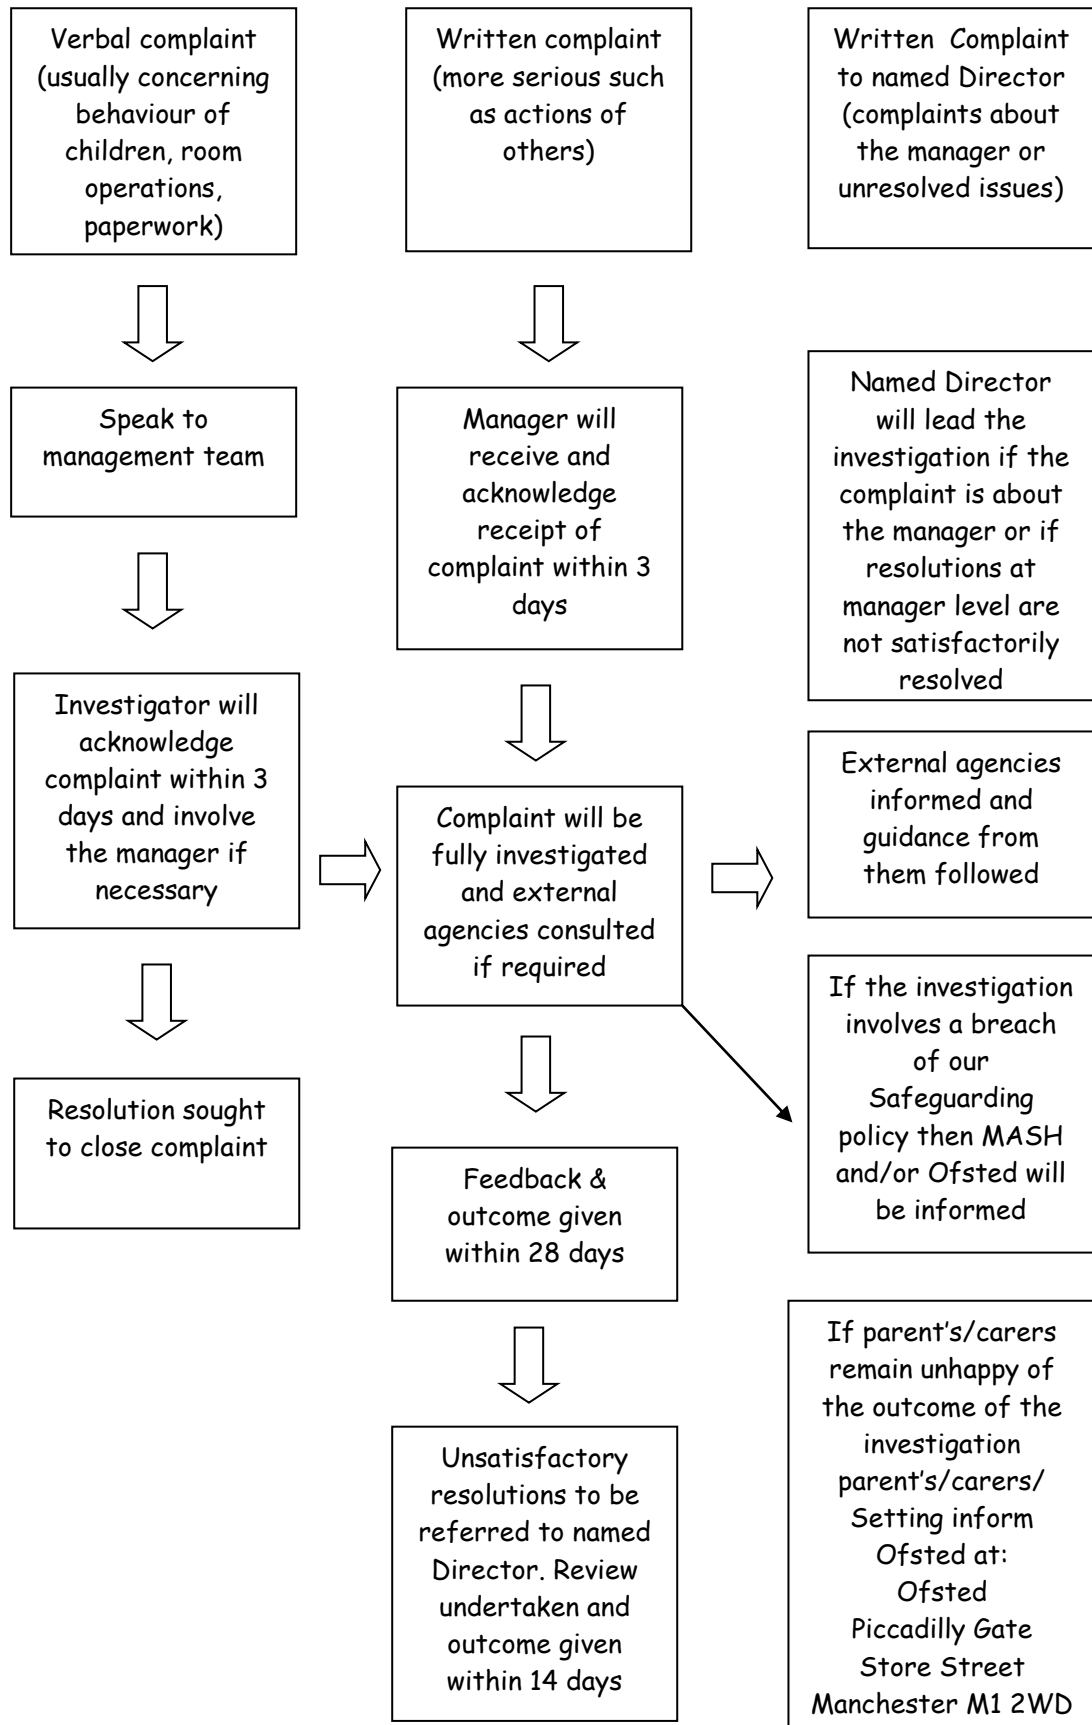 Verbal complaint
(usually concerning
behaviour of
children, room
operations,
paperwork)
Speak to
management team
Investigator will
acknowledge
complaint within 3
days and involve
the manager if
necessary
Resolution sought
to close complaint
Written complaint
(more serious such
as actions of
others)
Manager will
receive and
acknowledge
receipt of
complaint within 3
days
Complaint will be
fully investigated
and external
agencies consulted
if required
Feedback &
outcome given
within 28 days
Unsatisfactory
resolutions to be
referred to named
Director. Review
undertaken and
outcome given
within 14 days
Written Complaint
to named Director
(complaints about
the manager or
unresolved issues)
Named Director
will lead the
investigation if the
complaint is about
the manager or if
resolutions at
manager level are
not satisfactorily
resolved
External agencies
informed and
guidance from
them followed
If the investigation
involves a breach
of our
Safeguarding
policy then MASH
and/or Ofsted will
be informed
If parent's/carers
remain unhappy of
the outcome of the
investigation
parent's/carers/
Setting inform
Ofsted at:
Ofsted
Piccadilly Gate
Store Street
Manchester M1 2WD